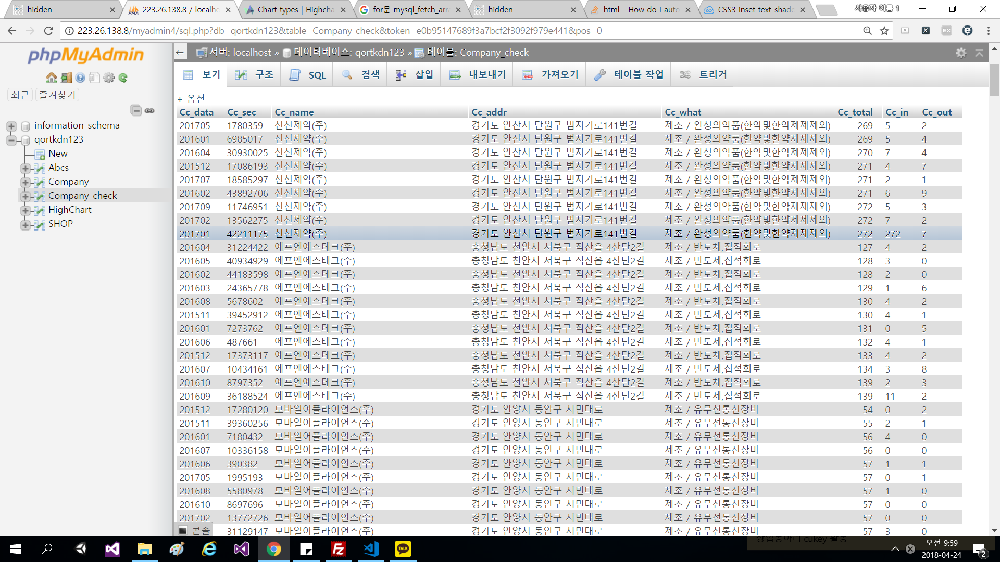 hidden
223.26.138.8 / localho
Chart types | Highcha
for문 mysql_fetch_arra
hidden
html - How do I auto
CSS3 inset text-shado
사용자 이름 1
223.26.138.8/myadmin4/sql.php?db=qortkdn123&table=Company_check&token=e0b95147689f3a7bcf2f3092f979e441&pos=0
phpMyAdmin
최근 즐겨찾기
information_schema
qortkdn123
New
Abcs
Company
Company_check
HighChart
SHOP
서버: localhost » 데이터베이스: qortkdn123 » 테이블: Company_check
보기 구조 SQL 검색 삽입 내보내기 가져오기 테이블 작업 트리거
+ 옵션
Cc_data Cc_sec Cc_name Cc_addr Cc_what Cc_total Cc_in Cc_out
201705 1780359 신신제약(주) 경기도 안산시 단원구 범지기로141번길 제조 / 완성의약품(한약및한약제제제외) 269 5 2
201601 6985017 신신제약(주) 경기도 안산시 단원구 범지기로141번길 제조 / 완성의약품(한약및한약제제제외) 269 5 4
201604 30930025 신신제약(주) 경기도 안산시 단원구 범지기로141번길 제조 / 완성의약품(한약및한약제제제외) 270 7 4
201512 17086193 신신제약(주) 경기도 안산시 단원구 범지기로141번길 제조 / 완성의약품(한약및한약제제제외) 271 4 7
201707 18585297 신신제약(주) 경기도 안산시 단원구 범지기로141번길 제조 / 완성의약품(한약및한약제제제외) 271 2 1
201602 43892706 신신제약(주) 경기도 안산시 단원구 범지기로141번길 제조 / 완성의약품(한약및한약제제제외) 271 6 9
201709 11746951 신신제약(주) 경기도 안산시 단원구 범지기로141번길 제조 / 완성의약품(한약및한약제제제외) 272 5 3
201702 13562275 신신제약(주) 경기도 안산시 단원구 범지기로141번길 제조 / 완성의약품(한약및한약제제제외) 272 7 2
201701 42211175 신신제약(주) 경기도 안산시 단원구 범지기로141번길 제조 / 완성의약품(한약및한약제제제외) 272 272 7
201604 31224422 에프엔에스테크(주) 충청남도 천안시 서북구 직산읍 4산단2길 제조 / 반도체,집적회로 127 4 2
201605 40934929 에프엔에스테크(주) 충청남도 천안시 서북구 직산읍 4산단2길 제조 / 반도체,집적회로 128 3 0
201602 44183598 에프엔에스테크(주) 충청남도 천안시 서북구 직산읍 4산단2길 제조 / 반도체,집적회로 128 2 0
201603 24365778 에프엔에스테크(주) 충청남도 천안시 서북구 직산읍 4산단2길 제조 / 반도체,집적회로 129 1 6
201608 5678602 에프엔에스테크(주) 충청남도 천안시 서북구 직산읍 4산단2길 제조 / 반도체,집적회로 130 4 2
201511 39452912 에프엔에스테크(주) 충청남도 천안시 서북구 직산읍 4산단2길 제조 / 반도체,집적회로 130 4 1
201601 7273762 에프엔에스테크(주) 충청남도 천안시 서북구 직산읍 4산단2길 제조 / 반도체,집적회로 131 0 5
201606 487661 에프엔에스테크(주) 충청남도 천안시 서북구 직산읍 4산단2길 제조 / 반도체,집적회로 132 4 1
201512 17373117 에프엔에스테크(주) 충청남도 천안시 서북구 직산읍 4산단2길 제조 / 반도체,집적회로 133 4 2
201607 10434161 에프엔에스테크(주) 충청남도 천안시 서북구 직산읍 4산단2길 제조 / 반도체,집적회로 134 3 8
201610 8797352 에프엔에스테크(주) 충청남도 천안시 서북구 직산읍 4산단2길 제조 / 반도체,집적회로 139 2 3
201609 36188524 에프엔에스테크(주) 충청남도 천안시 서북구 직산읍 4산단2길 제조 / 반도체,집적회로 139 11 2
201512 17280120 모바일어플라이언스(주) 경기도 안양시 동안구 시민대로 제조 / 유무선통신장비 54 0 2
201511 39360256 모바일어플라이언스(주) 경기도 안양시 동안구 시민대로 제조 / 유무선통신장비 55 2 1
201601 7180432 모바일어플라이언스(주) 경기도 안양시 동안구 시민대로 제조 / 유무선통신장비 56 4 0
201607 10336158 모바일어플라이언스(주) 경기도 안양시 동안구 시민대로 제조 / 유무선통신장비 56 0 0
201606 390382 모바일어플라이언스(주) 경기도 안양시 동안구 시민대로 제조 / 유무선통신장비 57 1 1
201705 1995193 모바일어플라이언스(주) 경기도 안양시 동안구 시민대로 제조 / 유무선통신장비 57 0 1
201608 5580978 모바일어플라이언스(주) 경기도 안양시 동안구 시민대로 제조 / 유무선통신장비 57 1 0
201610 8697696 모바일어플라이언스(주) 경기도 안양시 동안구 시민대로 제조 / 유무선통신장비 57 0 0
201702 13772726 모바일어플라이언스(주) 경기도 안양시 동안구 시민대로 제조 / 유무선통신장비 57 0 0
콘솔 31129147 모바일어플라이언스(주) 경기도 안양시 동안구 시민대로 제조 / 유무선통신장비 57 3 0
cukey 활동
오전 9:59
2018-04-24
2
TALK